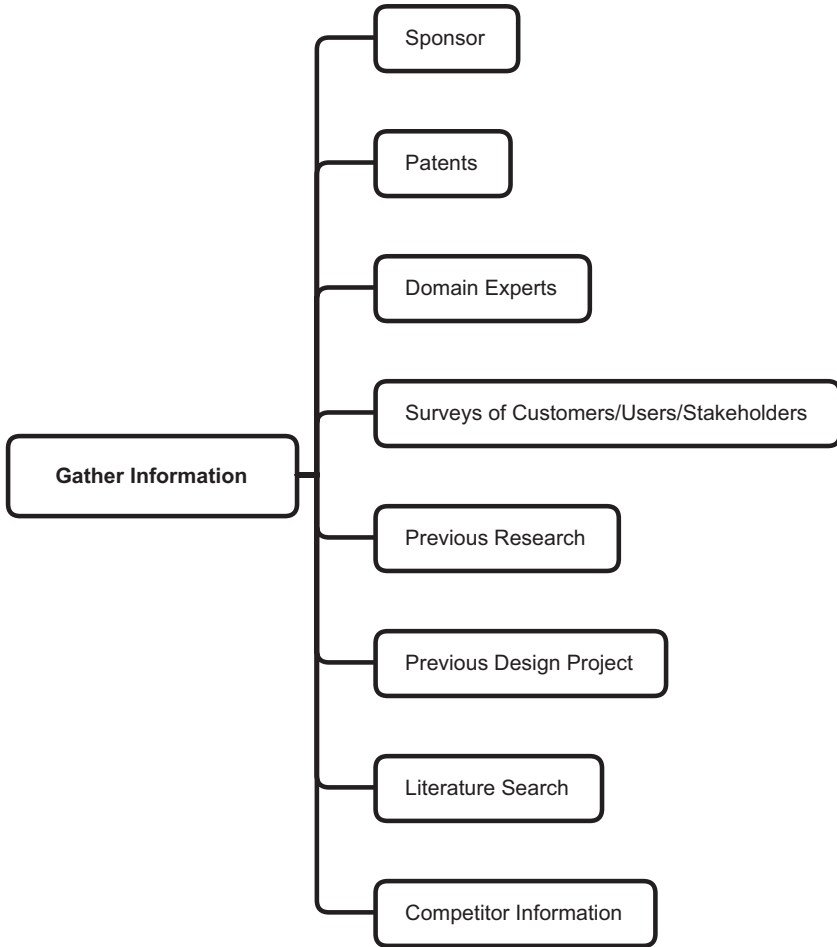 Sponsor
Patents
Domain Experts
Surveys of Customers/Users/Stakeholders
Gather Information
Previous Research
Previous Design Project
Literature Search
Competitor Information